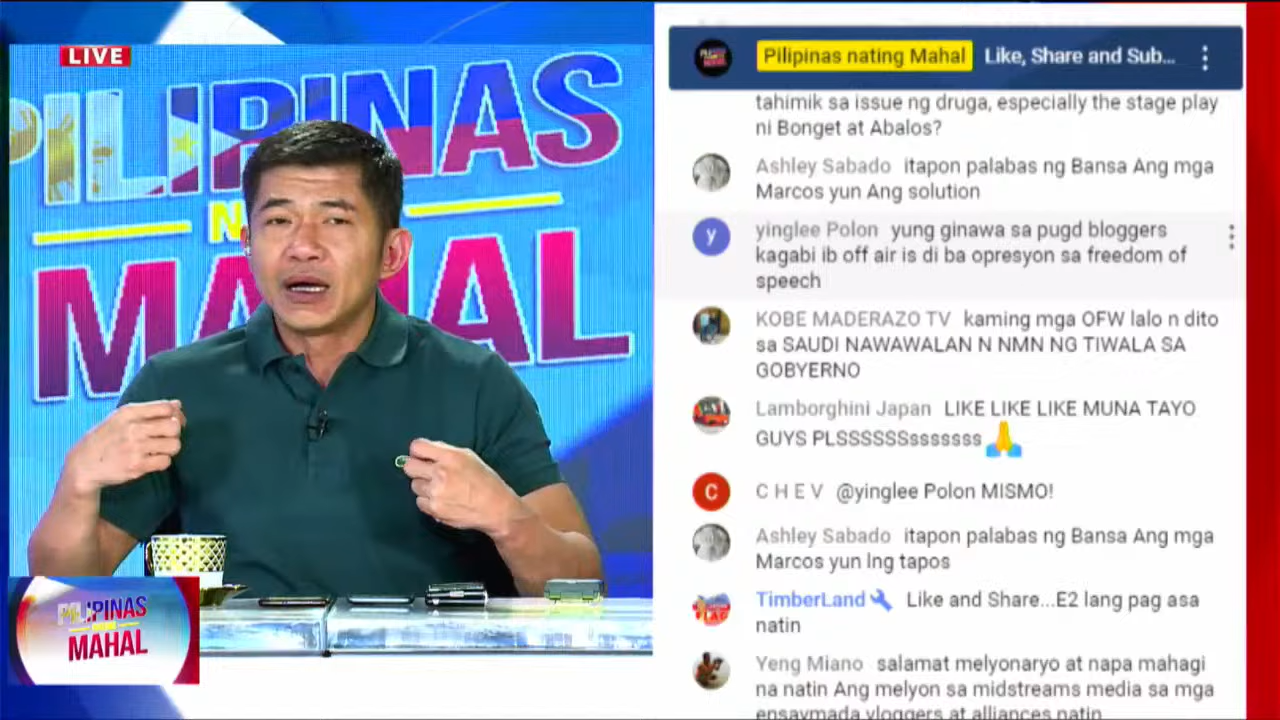 LIVE
PILIPINAS
N
MAHAL
PILIPINAS
MAHAL
Pilipinas nating Mahal Like, Share and Sub...
tahimik sa issue ng druga, especially the stage play
ni Bonget at Abalos?
Ashley Sabado itapon palabas ng Bansa Ang mga
Marcos yun Ang solution
y yinglee Polon yung ginawa sa pugd bloggers
kagabi ib off air is di ba opresyon sa freedom of
speech
KOBE MADERAZO TV kaming mga OFW lalo n dito
sa SAUDI NAWAWALAN N NMN NG TIWALA SA
GOBYERNO
Lamborghini Japan LIKE LIKE LIKE MUNA TAYO
GUYS PLSSSSSSsssssss 🙏
C C H E V @yinglee Polon MISMO!
Ashley Sabado itapon palabas ng Bansa Ang mga
Marcos yun lng tapos
TimberLand Like and Share...E2 lang pag asa
natin
Yeng Miano salamat melyonaryo at napa mahagi
na natin Ang melyon sa midstreams media sa mga
ensaymada vloggers at alliances natin